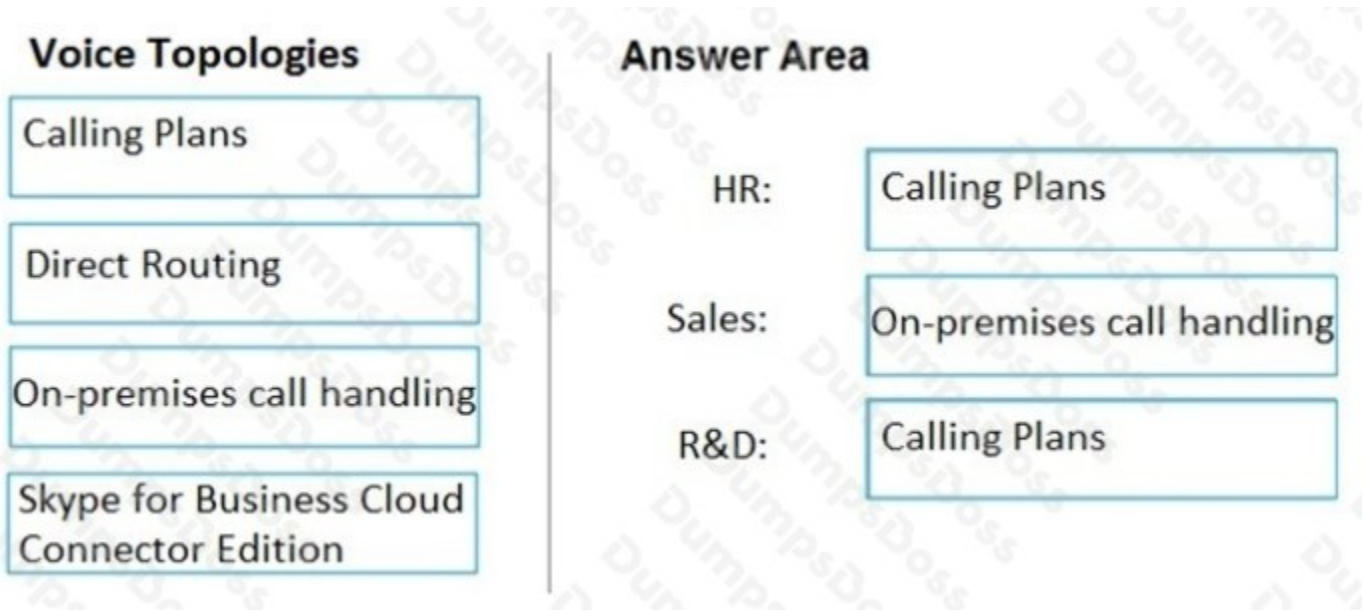 Voice Topologies
Calling Plans
Direct Routing
On-premises call handling
Skype for Business Cloud
Connector Edition
Answer Area
HR: Calling Plans
Sales: On-premises call handling
R&D: Calling Plans
DumpsDoss